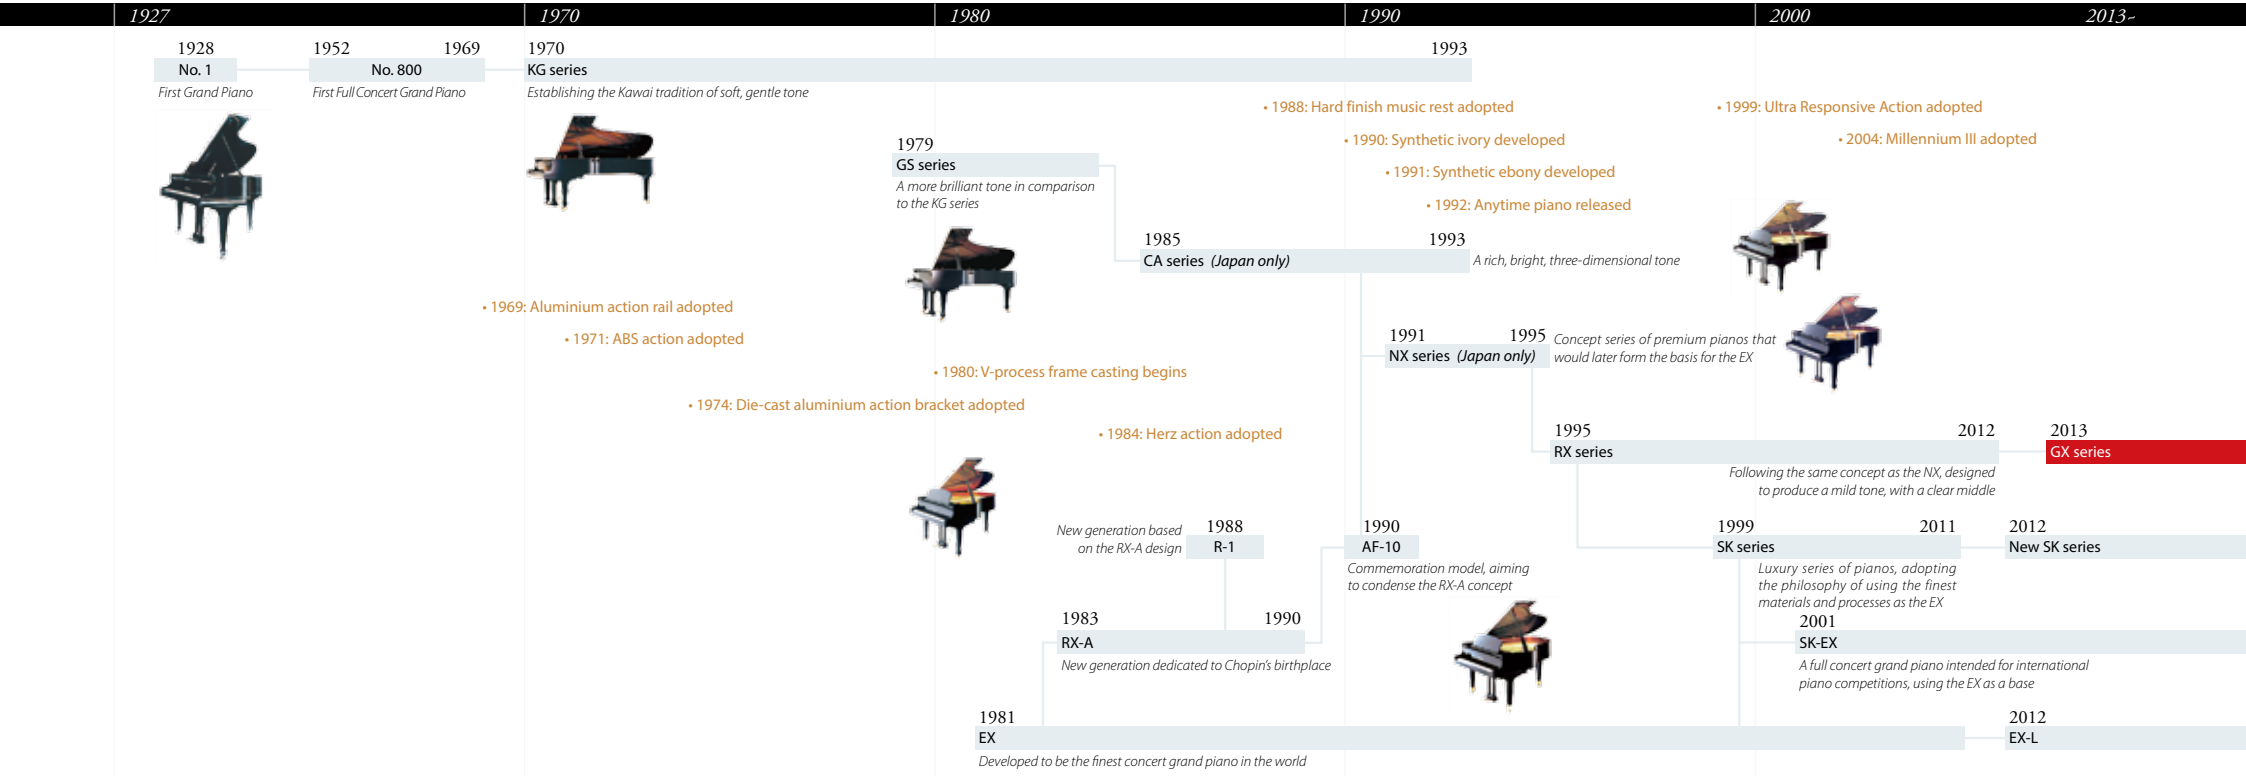 1927
1970
1980
1990
2000
2013~
1928
No. 1
First Grand Piano
1952
1969
No. 800
First Full Concert Grand Piano
1970
1993
KG series
Establishing the Kawai tradition of soft, gentle tone
• 1988: Hard finish music rest adopted
• 1999: Ultra Responsive Action adopted
• 1990: Synthetic ivory developed
• 2004: Millennium III adopted
1979
GS series
A more brilliant tone in comparison
to the KG series
• 1991: Synthetic ebony developed
• 1992: Anytime piano released
1985
1993
CA series (Japan only)
A rich, bright, three-dimensional tone
• 1969: Aluminium action rail adopted
• 1971: ABS action adopted
1991
1995
NX series (Japan only)
Concept series of premium pianos that
would later form the basis for the EX
• 1980: V-process frame casting begins
• 1974: Die-cast aluminium action bracket adopted
• 1984: Herz action adopted
1995
2012
RX series
Following the same concept as the NX, designed
to produce a mild tone, with a clear middle
2013
GX series
New generation based
on the RX-A design
1988
R-1
1990
AF-10
Commemoration model, aiming
to condense the RX-A concept
1999
2011
SK series
Luxury series of pianos, adopting
the philosophy of using the finest
materials and processes as the EX
2012
New SK series
1983
1990
RX-A
New generation dedicated to Chopin's birthplace
2001
SK-EX
A full concert grand piano intended for international
piano competitions, using the EX as a base
1981
EX
Developed to be the finest concert grand piano in the world
2012
EX-L